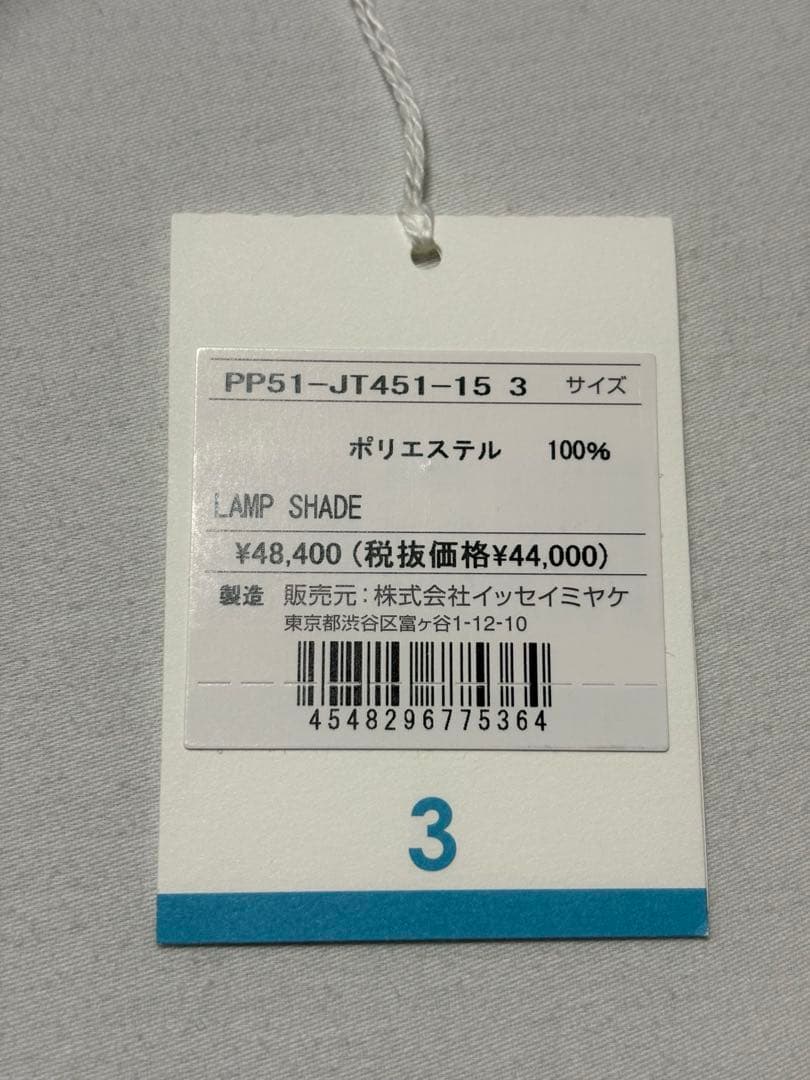 PP51-JT451-15 3 サイズ
ポリエステル 100%
LAMP SHADE
¥48,400(税抜価格¥44,000)
製造 販売元:株式会社イッセイミヤケ
東京都渋谷区富ヶ谷1-12-10
4548296775364
3